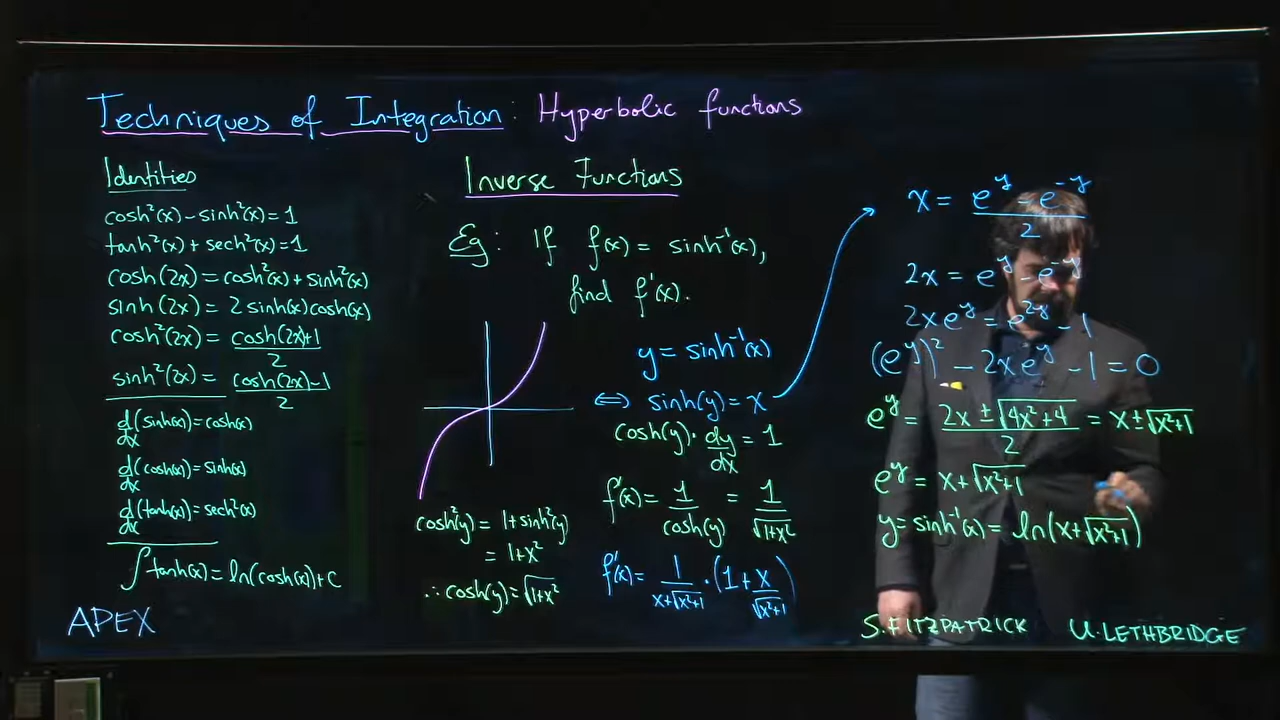 Techniques of Integration: Hyperbolic functions
Identities
cosh²(x) - sinh²(x) = 1
tanh²(x) + sech²(x) = 1
cosh(2x) = cosh²(x) + sinh²(x)
sinh(2x) = 2 sinh(x)cosh(x)
cosh²(2x) = (cosh(2x)+1)/2
sinh²(2x) = (cosh(2x)-1)/2
d/dx (sinh(x)) = cosh(x)
d/dx (cosh(x)) = sinh(x)
d/dx (tanh(x)) = sech²(x)
∫ tanh(x) = ln(cosh(x)) + C
APEX
Inverse Functions
Eg: If f(x) = sinh⁻¹(x),
find f'(x).
y = sinh⁻¹(x)
⇔ sinh(y) = x
cosh(y)· dy/dx = 1
f'(x) = 1/cosh(y) = 1/√(1+x²)
cosh²(y) = 1+sinh²(y)
= 1+x²
∴ cosh(y) = √(1+x²)
f'(x) = 1/(x+√(x²+1)) · (1 + x/√(x²+1))
x = (e^y - e^-y)/2
2x = e^y - e^-y
2xe^y = e^2y - 1
(e^y)² - 2xe^y - 1 = 0
e^y = (2x ± √(4x²+4))/2 = x ± √(x²+1)
e^y = x + √(x²+1)
y = sinh⁻¹(x) = ln(x+√(x²+1))
S. FITZPATRICK U. LETHBRIDGE